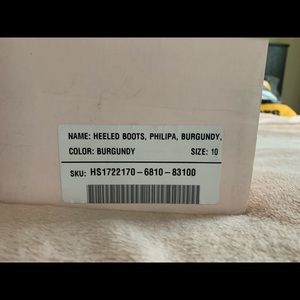 NAME: HEELED BOOTS, PHILIPA, BURGUNDY,
COLOR: BURGUNDY SIZE: 10
SKU: HS1722170-6810-83100